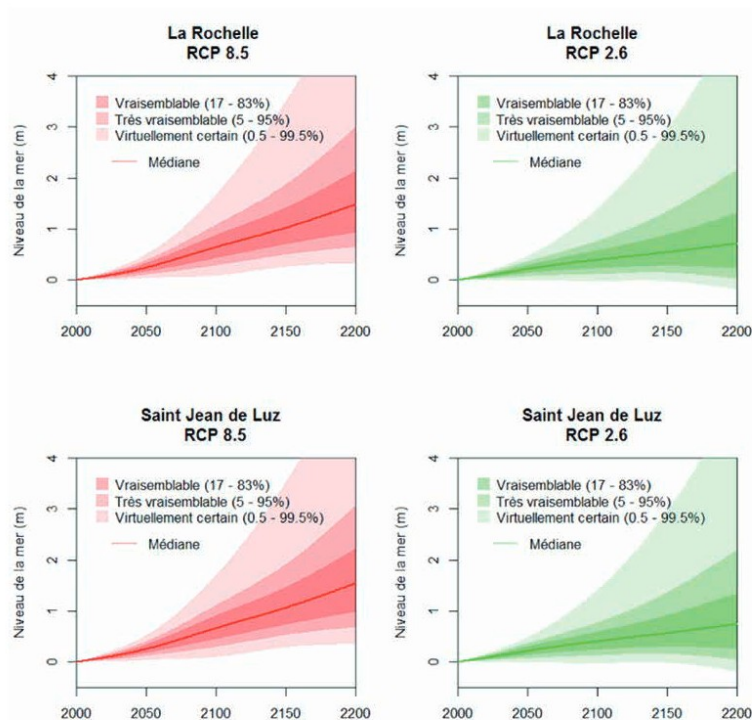 La Rochelle
RCP 8.5
Niveau de la mer (m)
4
3
2
1
0
Vraisemblable (17 - 83%)
Très vraisemblable (5 - 95%)
Virtuellement certain (0.5 - 99.5%)
Médiane
2000 2050 2100 2150 2200
La Rochelle
RCP 2.6
Niveau de la mer (m)
4
3
2
1
0
Vraisemblable (17 - 83%)
Très vraisemblable (5 - 95%)
Virtuellement certain (0.5 - 99.5%)
Médiane
2000 2050 2100 2150 2200
Saint Jean de Luz
RCP 8.5
Niveau de la mer (m)
4
3
2
1
0
Vraisemblable (17 - 83%)
Très vraisemblable (5 - 95%)
Virtuellement certain (0.5 - 99.5%)
Médiane
2000 2050 2100 2150 2200
Saint Jean de Luz
RCP 2.6
Niveau de la mer (m)
4
3
2
1
0
Vraisemblable (17 - 83%)
Très vraisemblable (5 - 95%)
Virtuellement certain (0.5 - 99.5%)
Médiane
2000 2050 2100 2150 2200